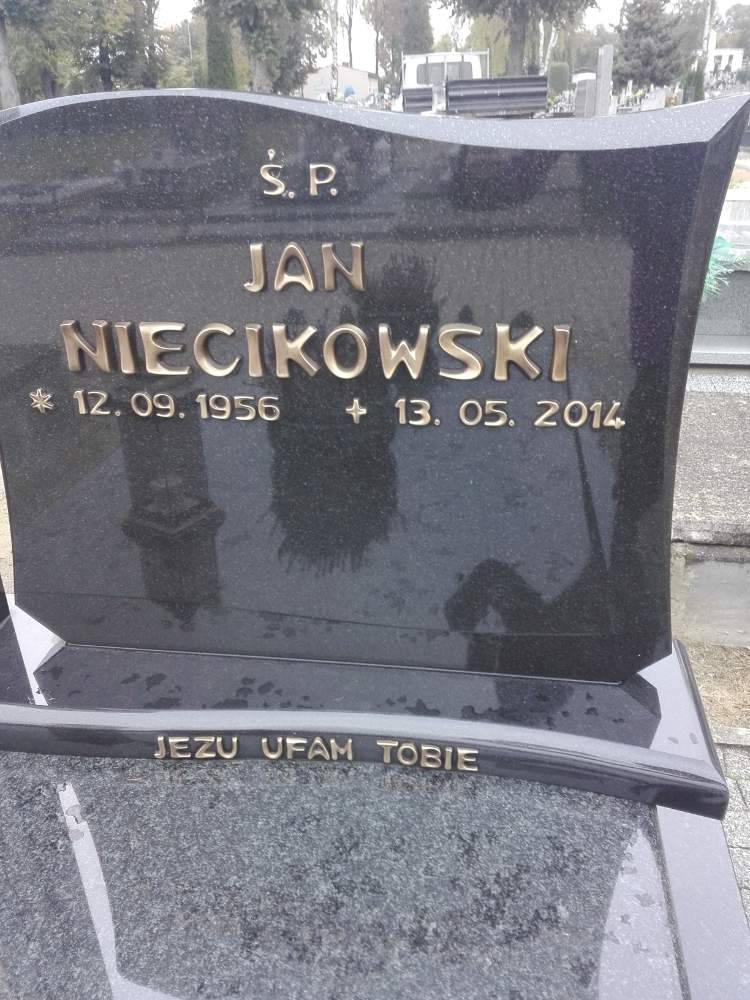 Ś. P.
JAN
NIECIKOWSKI
* 12. 09. 1956 + 13. 05. 2014
JEZU UFAM TOBIE